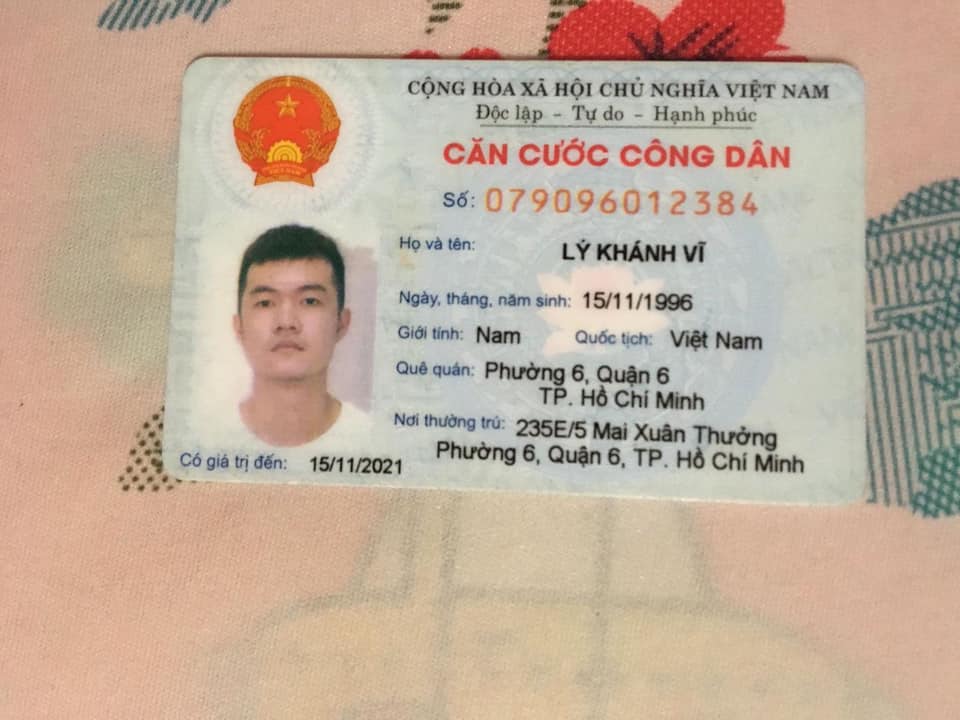 CỘNG HÒA XÃ HỘI CHỦ NGHĨA VIỆT NAM
Độc lập – Tự do – Hạnh phúc
CĂN CƯỚC CÔNG DÂN
Số: 079096012384
Họ và tên: LÝ KHÁNH VĨ
Ngày, tháng, năm sinh: 15/11/1996
Giới tính: Nam Quốc tịch: Việt Nam
Quê quán: Phường 6, Quận 6
TP. Hồ Chí Minh
Nơi thường trú: 235E/5 Mai Xuân Thưởng
Phường 6, Quận 6, TP. Hồ Chí Minh
Có giá trị đến: 15/11/2021